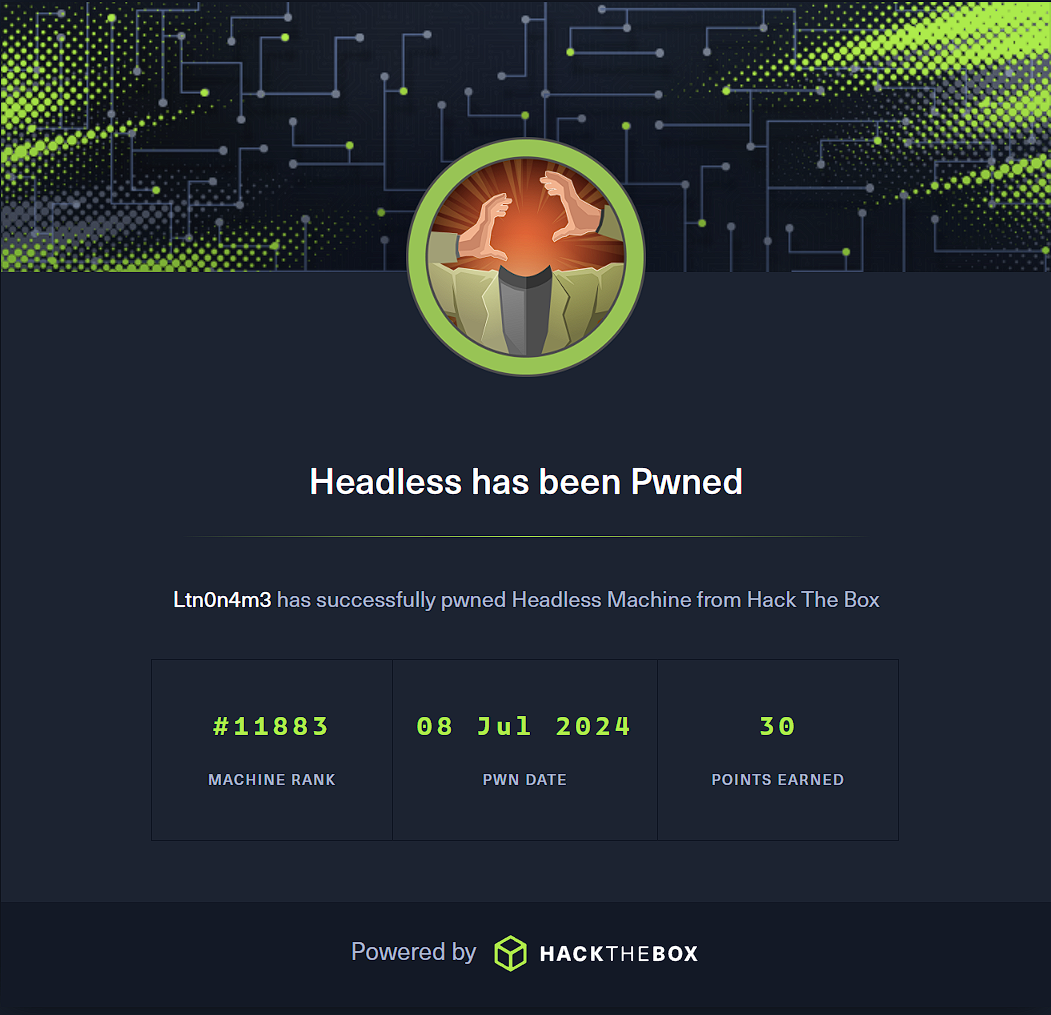 Headless has been Pwned
Ltn0n4m3 has successfully pwned Headless Machine from Hack The Box
#11883
MACHINE RANK
08 Jul 2024
PWN DATE
30
POINTS EARNED
Powered by HACKTHEBOX